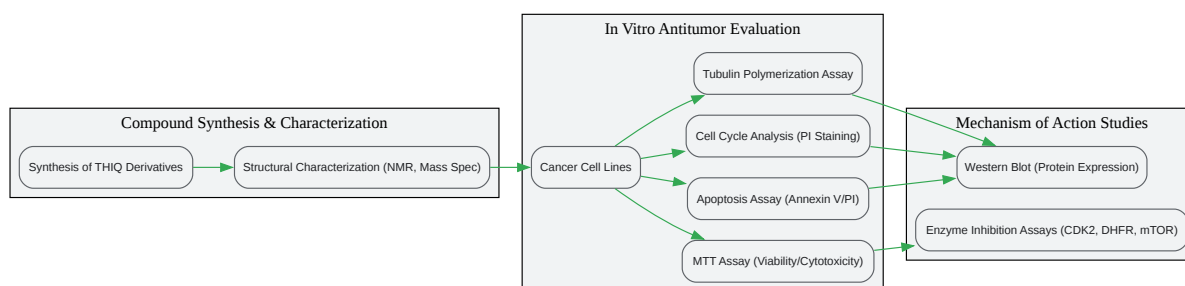 Compound Synthesis & Characterization
Synthesis of THIQ Derivatives
Structural Characterization (NMR, Mass Spec)
In Vitro Antitumor Evaluation
Cancer Cell Lines
Tubulin Polymerization Assay
Cell Cycle Analysis (PI Staining)
Apoptosis Assay (Annexin V/PI)
MTT Assay (Viability/Cytotoxicity)
Mechanism of Action Studies
Western Blot (Protein Expression)
Enzyme Inhibition Assays (CDK2, DHFR, mTOR)